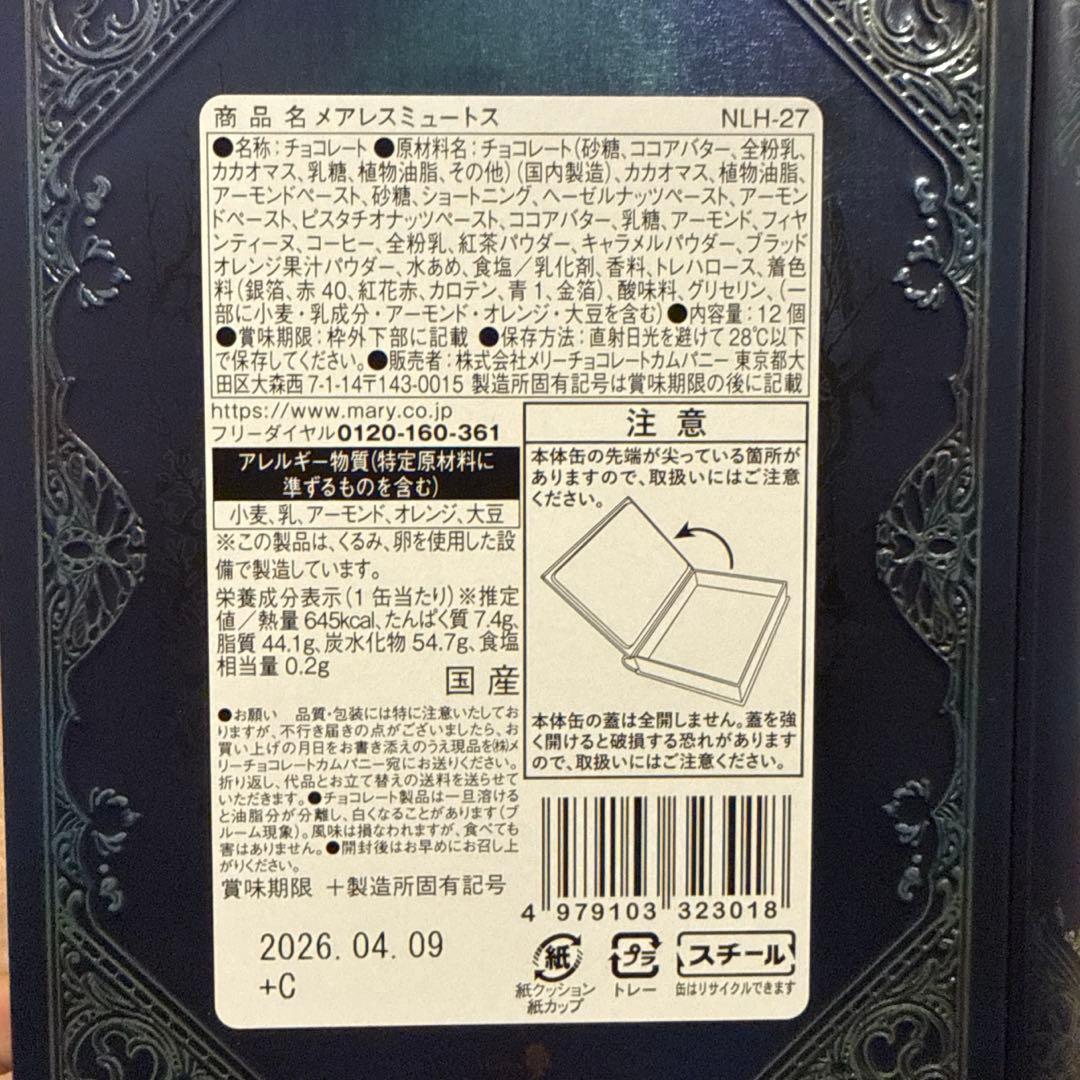 商品名 メアレスミュートス NLH-27
●名称：チョコレート ●原材料名：チョコレート（砂糖、ココアバター、全粉乳、
カカオマス、乳糖、植物油脂、その他）（国内製造）、カカオマス、植物油脂、
アーモンドペースト、砂糖、ショートニング、ヘーゼルナッツペースト、アーモン
ドペースト、ピスタチオナッツペースト、ココアバター、乳糖、アーモンド、フィヤ
ンティーヌ、コーヒー、全粉乳、紅茶パウダー、キャラメルパウダー、ブラッド
オレンジ果汁パウダー、水あめ、食塩／乳化剤、香料、トレハロース、着色
料（銀箔、赤40、紅花赤、カロテン、青1、金箔）、酸味料、グリセリン、（一
部に小麦・乳成分・アーモンド・オレンジ・大豆を含む）●内容量：12個
●賞味期限：枠外下部に記載 ●保存方法：直射日光を避けて28℃以下
で保存してください。●販売者：株式会社メリーチョコレートカムパニー 東京都大
田区大森西7-1-14〒143-0015 製造所固有記号は賞味期限の後に記載
https://www.mary.co.jp
フリーダイヤル0120-160-361
アレルギー物質（特定原材料に
準ずるものを含む）
小麦、乳、アーモンド、オレンジ、大豆
※この製品は、くるみ、卵を使用した設
備で製造しています。
栄養成分表示（1缶当たり）※推定
値／熱量645kcal、たんぱく質7.4g、
脂質44.1g、炭水化物54.7g、食塩
相当量0.2g
国産
●お願い 品質・包装には特に注意いたしてお
りますが、不行き届きの点がございましたら、お
買い上げの月日をお書き添えのうえ現品を㈱メ
リーチョコレートカムパニー宛にお送りください。
折り返し、代品とお立て替えの送料を送らせて
いただきます。●チョコレート製品は一旦溶ける
と油脂分が分離し、白くなることがあります（ブ
ルーム現象）。風味は損なわれますが、食べても
害はありません。●開封後はお早めにお召し上
がりください。
賞味期限 ＋製造所固有記号
2026.04.09
+C
注意
本体缶の先端が尖っている箇所が
ありますので、取扱いにはご注意
ください。
本体缶の蓋は全開しません。蓋を強
く開けると破損する恐れがあります
ので、取扱いにはご注意ください。
4 979103 323018
紙
紙クッション
紙カップ
プラ
トレー
スチール
缶はリサイクルできます